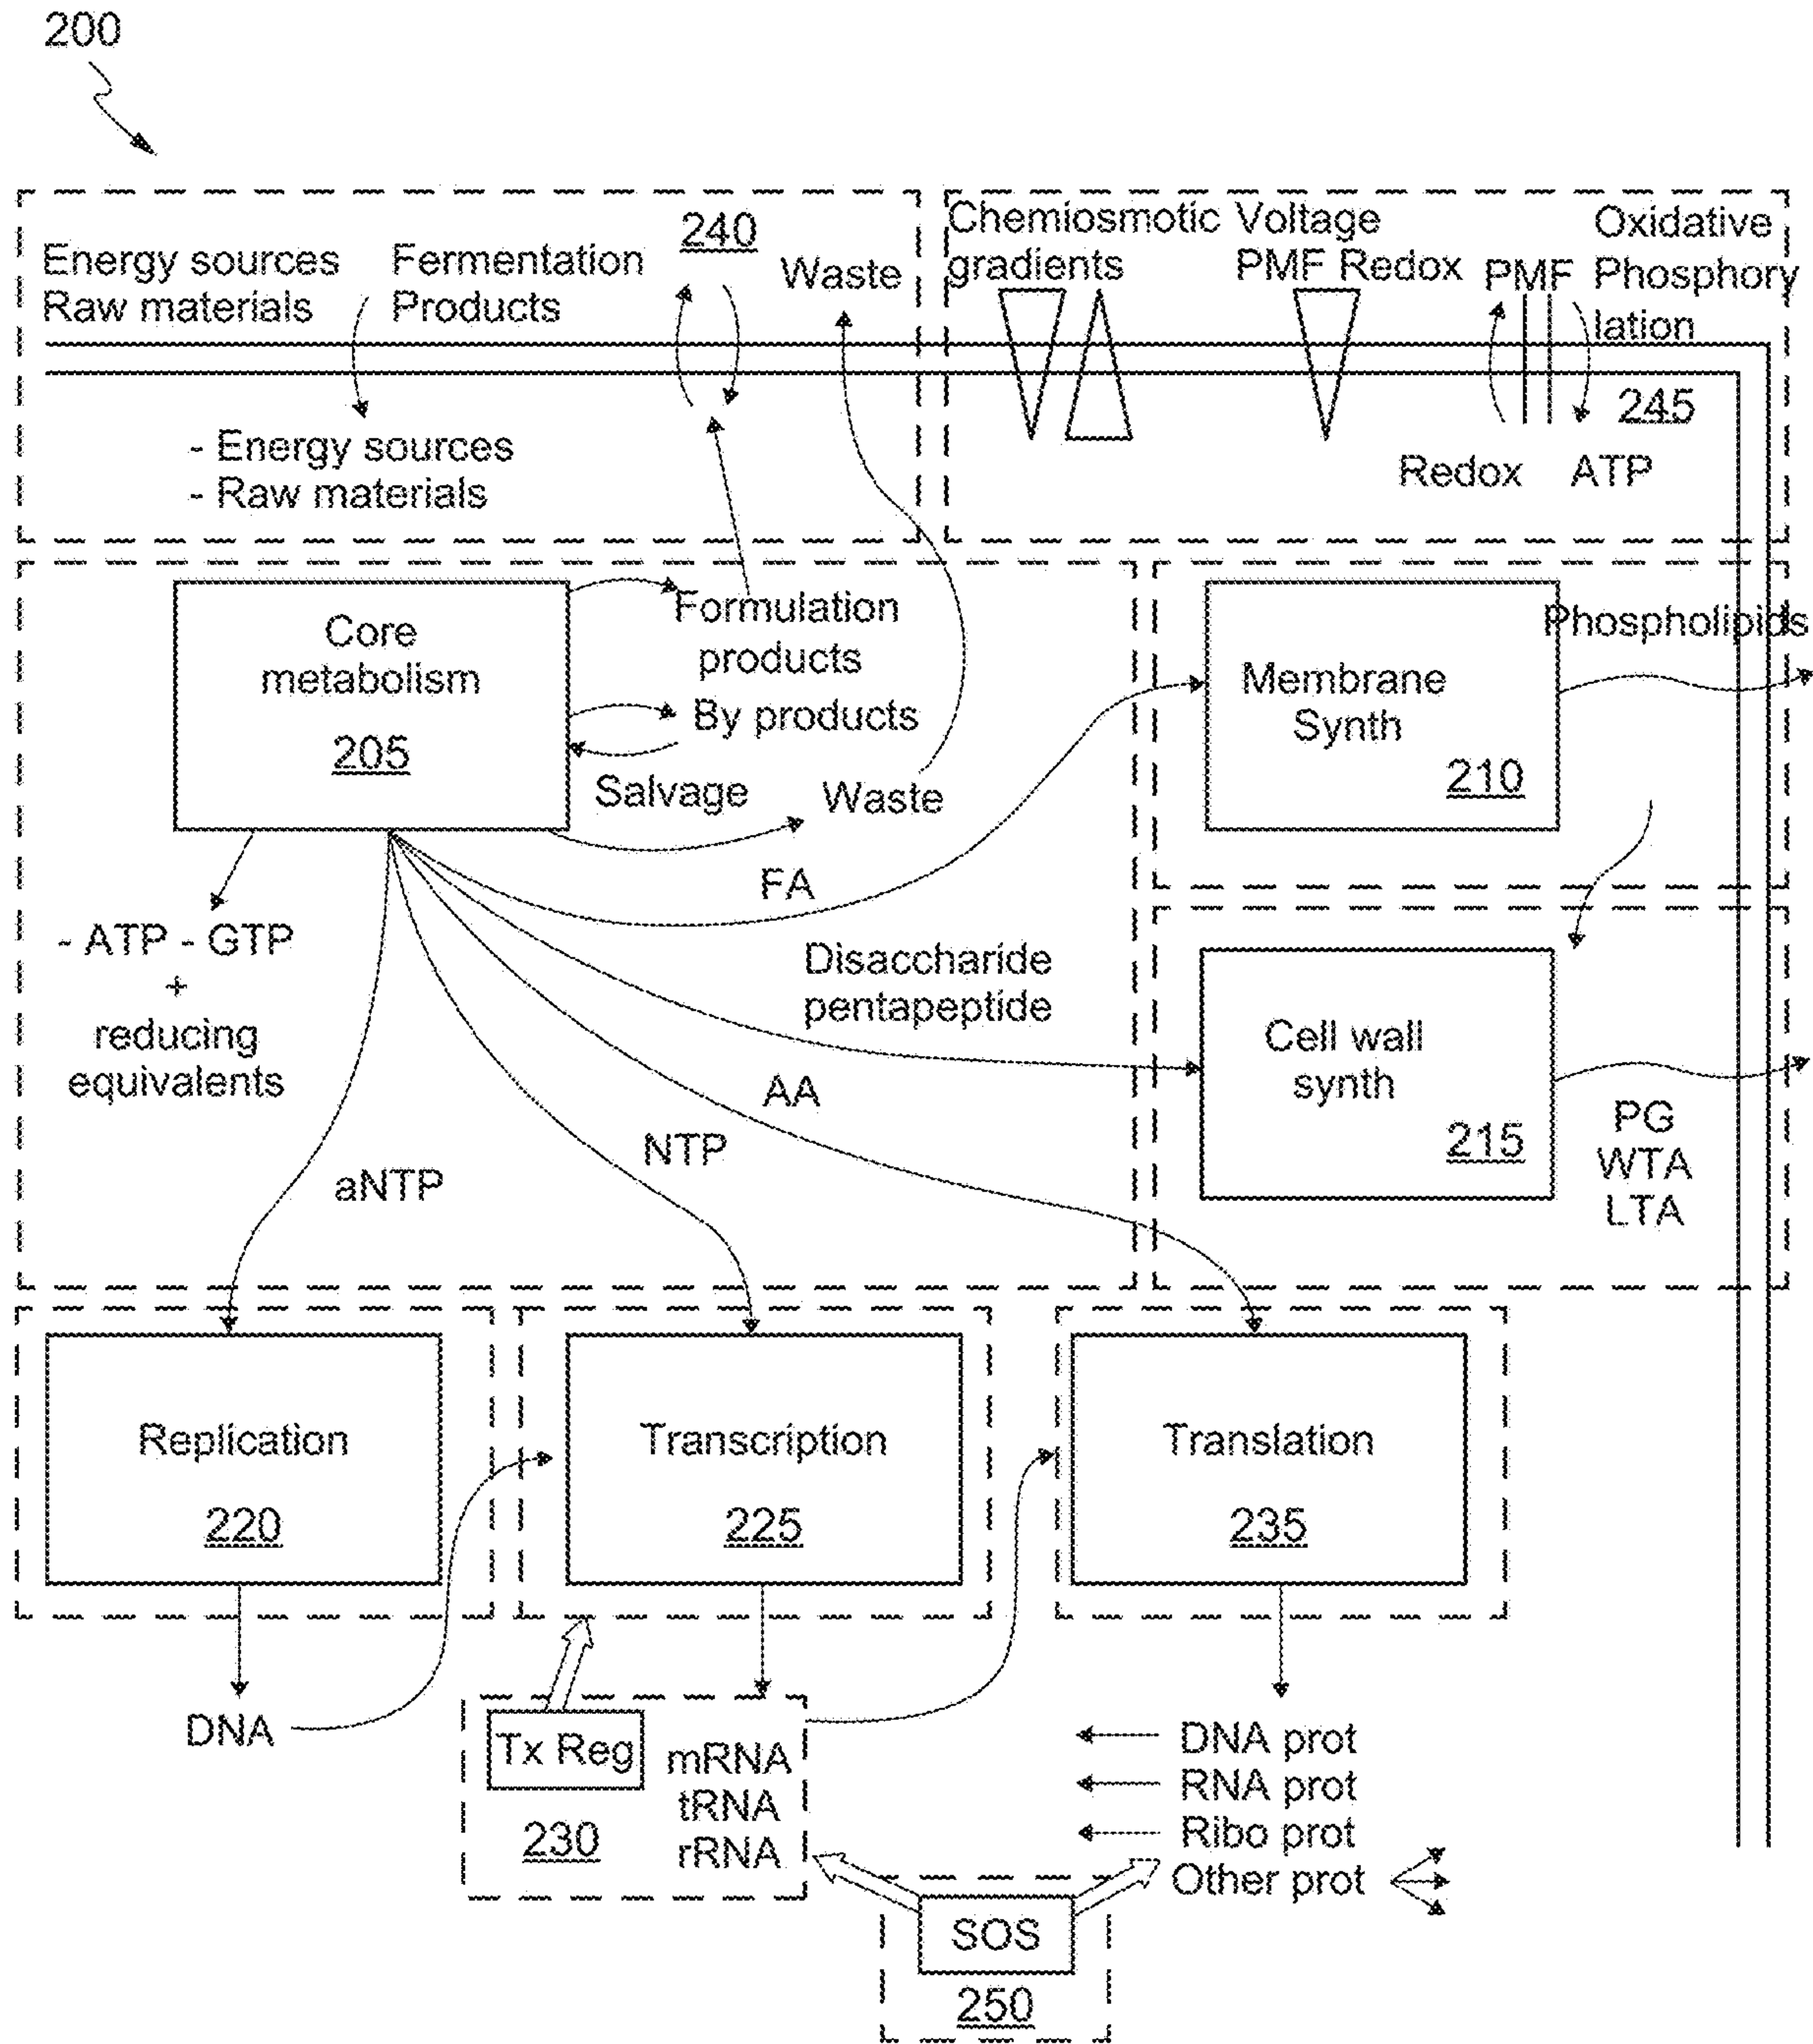 200
Energy sources
Raw materials
Fermentation
Products
240
Waste
Chemiosmotic
gradients
Voltage
PMF Redox
PMF
Oxidative
Phosphory
lation
245
- Energy sources
- Raw materials
Redox
ATP
Core
metabolism
205
Formulation
products
By products
Salvage
Waste
Membrane
Synth
210
Phospholipids
FA
- ATP - GTP
+
reducing
equivalents
Disaccharide
pentapeptide
Cell wall
synth
215
PG
WTA
LTA
AA
NTP
aNTP
Replication
220
Transcription
225
Translation
235
DNA
Tx Reg
230
mRNA
tRNA
rRNA
DNA prot
RNA prot
Ribo prot
Other prot
SOS
250